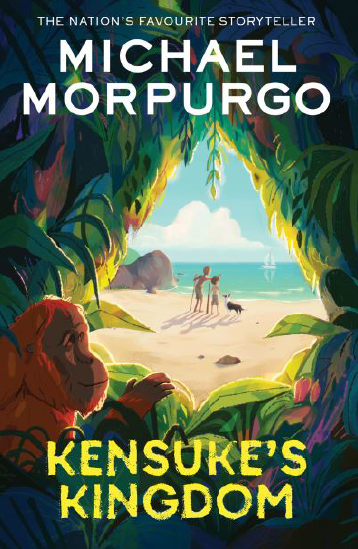 THE NATION'S FAVOURITE STORYTELLER
MICHAEL
MORPURGO
KENSUKE'S
KINGDOM